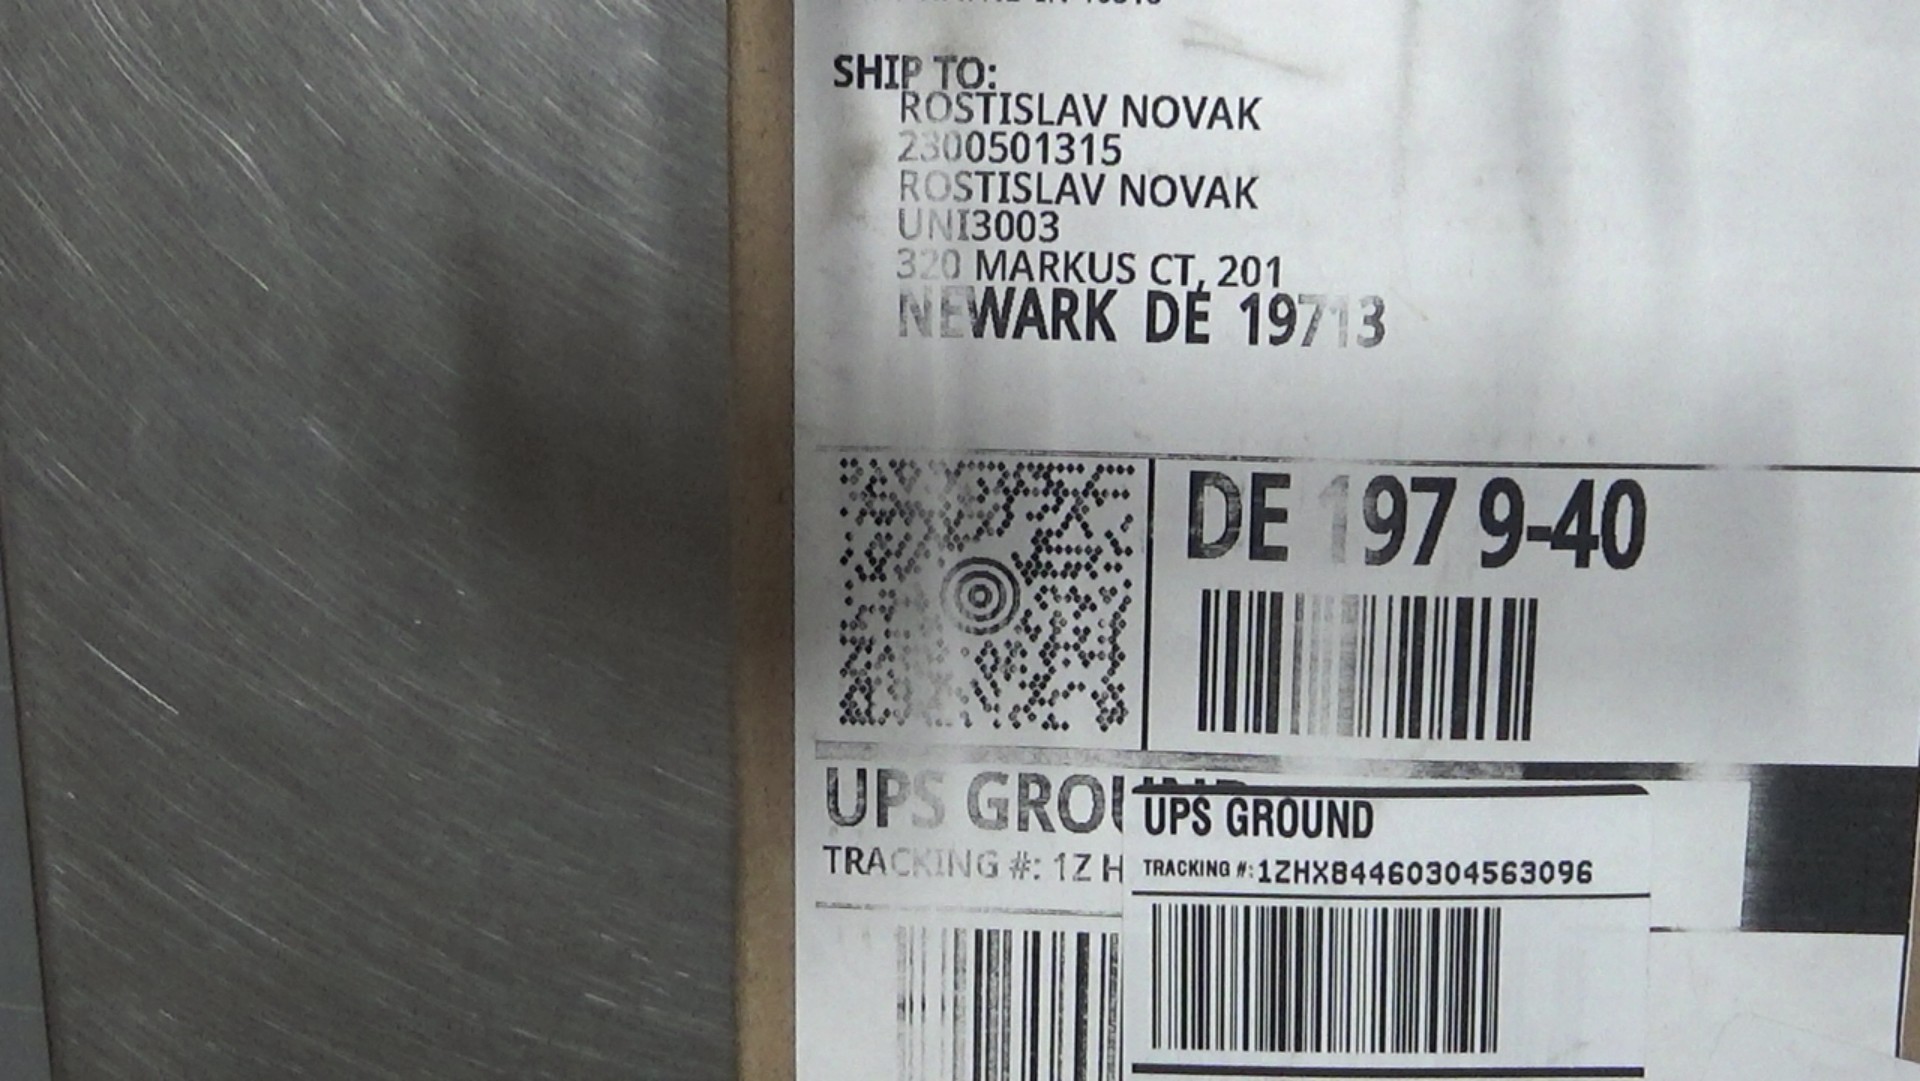 SHIP TO:
ROSTISLAV NOVAK
2300501315
ROSTISLAV NOVAK
UNI3003
320 MARKUS CT, 201
NEWARK DE 19713
DE 197 9-40
UPS GROUND
TRACKING #: 1Z H
UPS GROUND
TRACKING #: 1ZHX84460304563096